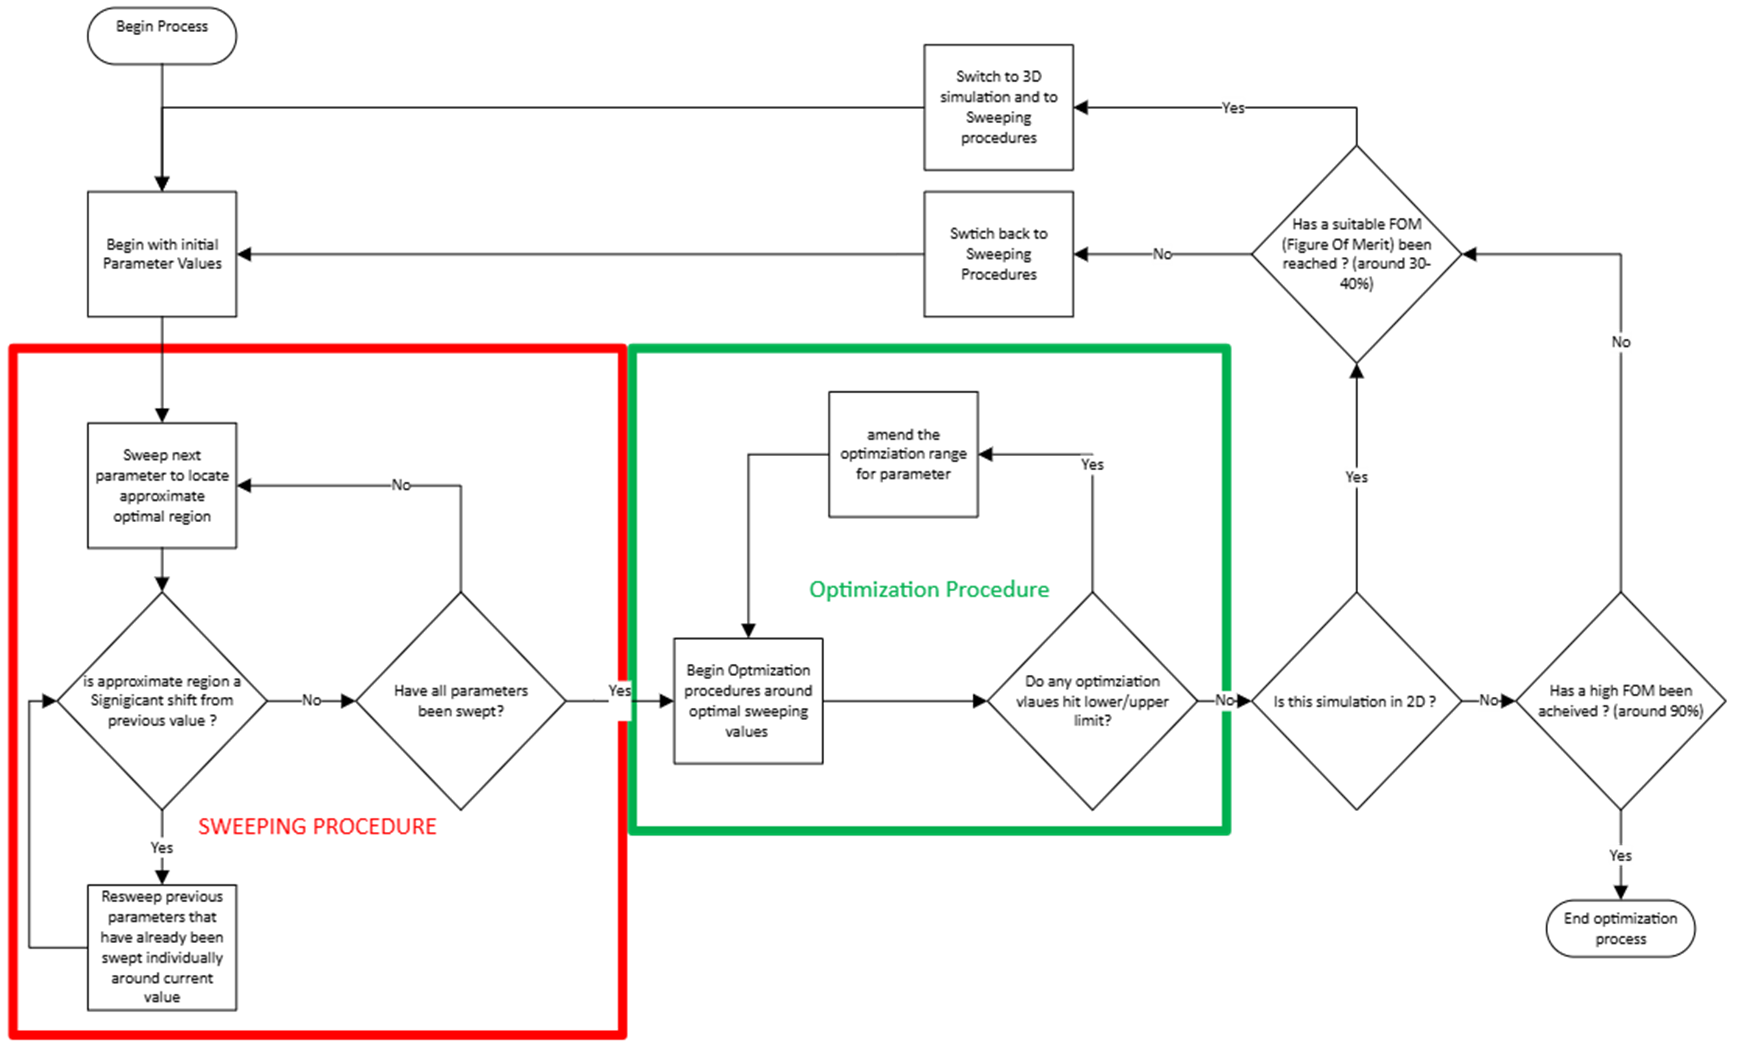 Begin Process
Switch to 3D
simulation and to
Sweeping
procedures
Yes
Begin with initial
Parameter Values
Swtich back to
Sweeping
Procedures
No
Has a suitable FOM
(Figure Of Merit) been
reached ? (around 30-
40%)
No
Sweep next
parameter to locate
approximate
optimal region
No
amend the
optimziation range
for parameter
Yes
Yes
Optimization Procedure
is approximate region a
Signigicant shift from
previous value ?
No
Have all parameters
been swept?
Yes
Begin Optmization
procedures around
optimal sweeping
values
Do any optimziation
vlaues hit lower/upper
limit?
No
Is this simulation in 2D ?
No
Has a high FOM been
acheived ? (around 90%)
SWEEPING PROCEDURE
Yes
Yes
Resweep previous
parameters that
have already been
swept individually
around current
value
End optimization
process